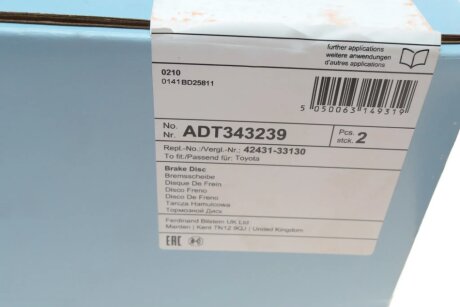 further applications
weitere anwendungen
d'autres applications
0210
0141BD25811
5 050063 149319
No.
Nr. ADT343239
Pcs.
stck. 2
Repl.-No./Vergl.-Nr.: 42431-33130
To fit:/Passend für: Toyota
Brake Disc
Bremsscheibe
Disque De Frein
Disco Freno
Disco De Freno
Tarcza Hamulcowa
Тормозной Диск
Ferdinand Bilstein UK Ltd
Marden | Kent TN12 9QJ | United Kingdom
EAC